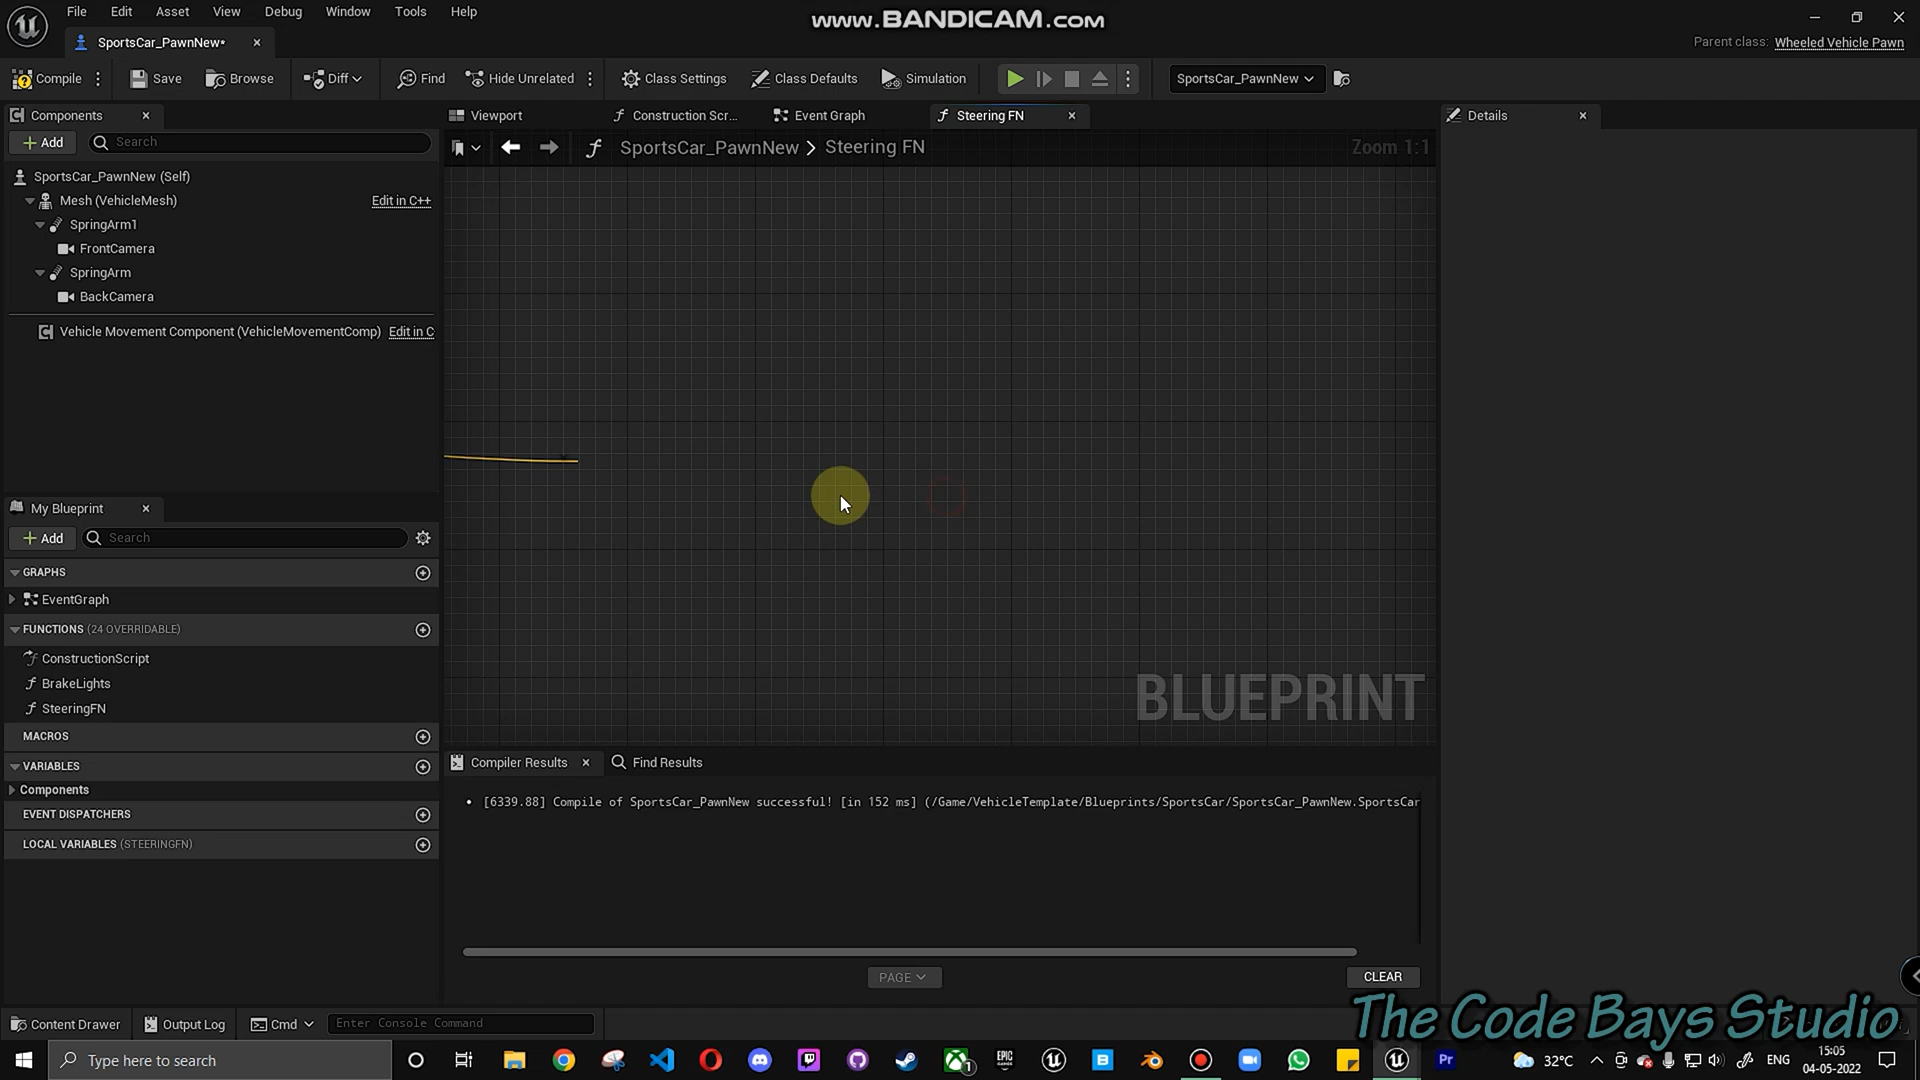 File Edit Asset View Debug Window Tools Help
www.BANDICAM.com
SportsCar_PawnNew*
Parent class: Wheeled Vehicle Pawn
Compile Save Browse Diff Find Hide Unrelated Class Settings Class Defaults Simulation SportsCar_PawnNew
Components
Viewport Construction Scr... Event Graph Steering FN
Details
Add Search
SportsCar_PawnNew > Steering FN
Zoom 1:1
SportsCar_PawnNew (Self)
Mesh (VehicleMesh) Edit in C++
SpringArm1
FrontCamera
SpringArm
BackCamera
Vehicle Movement Component (VehicleMovementComp) Edit in C
My Blueprint
Add Search
GRAPHS
EventGraph
FUNCTIONS (24 OVERRIDABLE)
ConstructionScript
BrakeLights
SteeringFN
MACROS
VARIABLES
Components
EVENT DISPATCHERS
LOCAL VARIABLES (STEERINGFN)
BLUEPRINT
Compiler Results Find Results
[6339.88] Compile of SportsCar_PawnNew successful! [in 152 ms] (/Game/VehicleTemplate/Blueprints/SportsCar/SportsCar_PawnNew.SportsCar
PAGE
CLEAR
Content Drawer Output Log Cmd Enter Console Command
The Code Bays Studio
Type here to search
32°C
ENG
15:05
04-05-2022